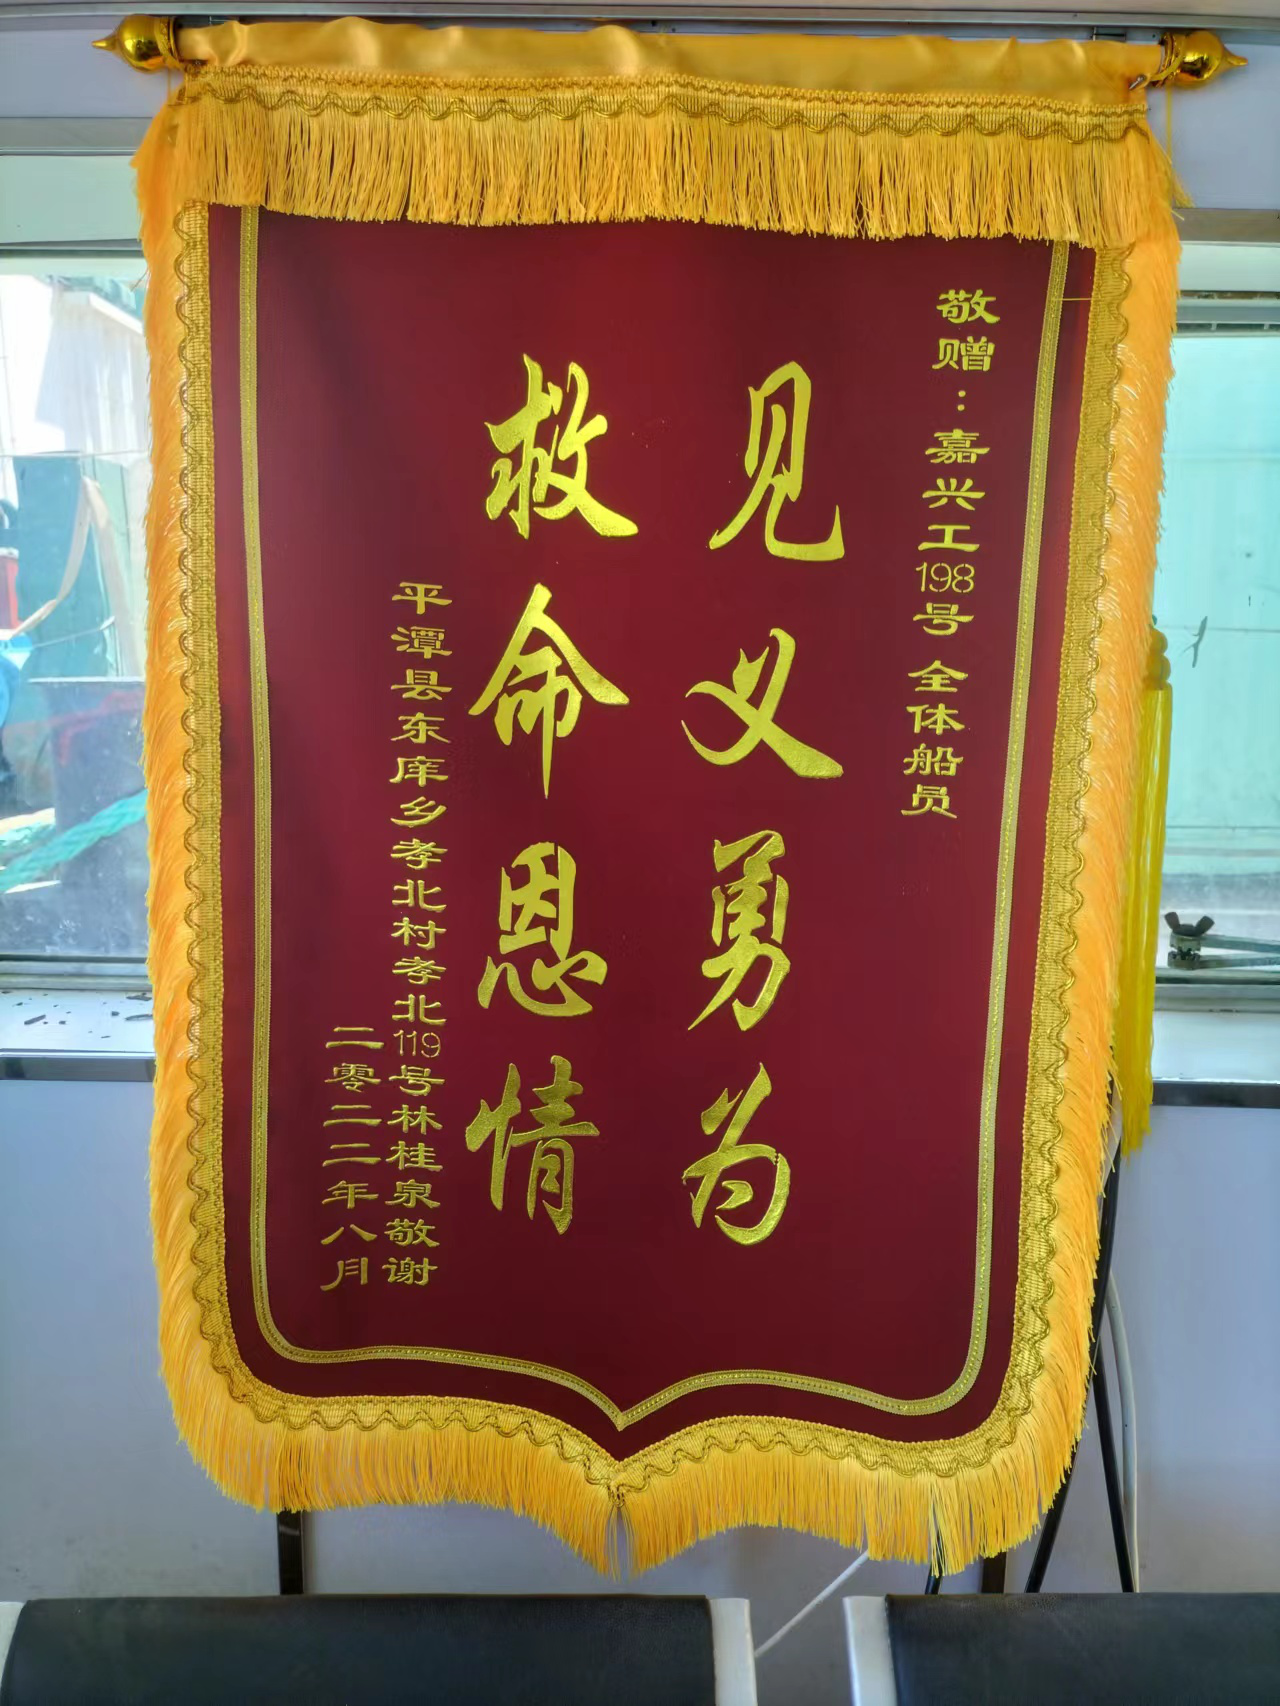 敬赠：嘉兴工198号 全体船员
见义勇为
救命恩情
平潭县东库乡孝北村孝北119号林桂泉敬谢
二零二二年八月